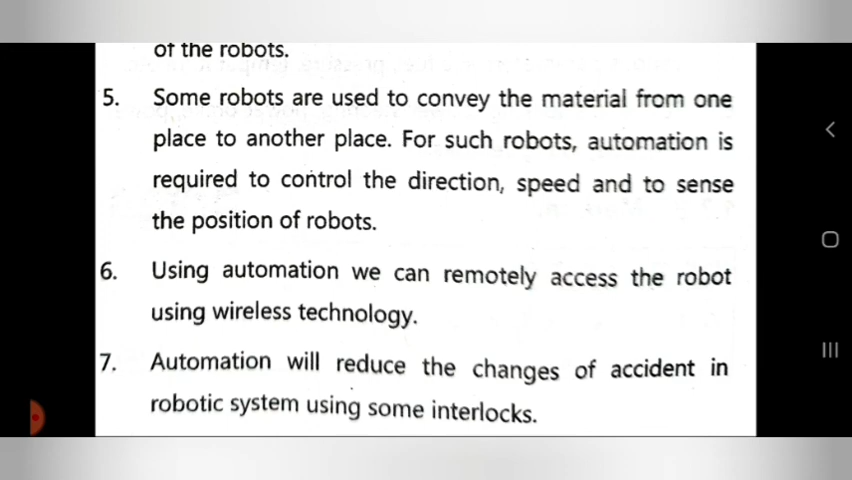 of the robots.
5. Some robots are used to convey the material from one
place to another place. For such robots, automation is
required to control the direction, speed and to sense
the position of robots.
6. Using automation we can remotely access the robot
using wireless technology.
7. Automation will reduce the changes of accident in
robotic system using some interlocks.